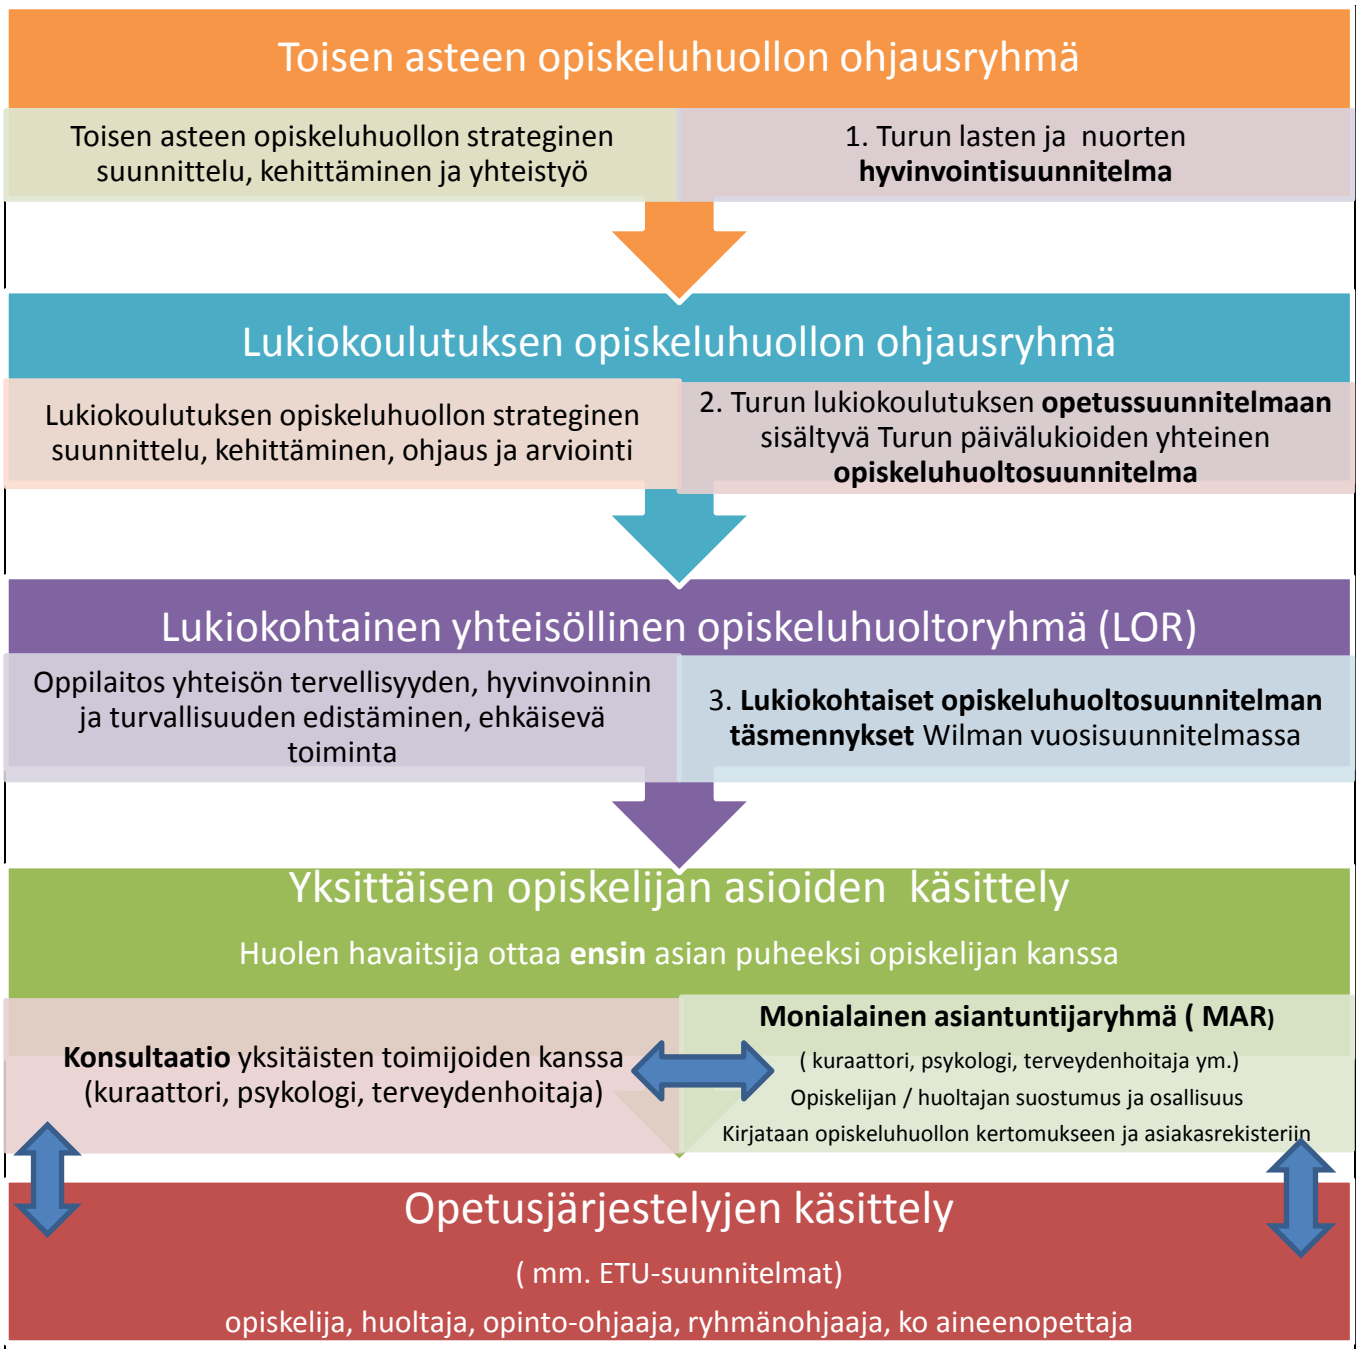 Toisen asteen opiskeluhuollon ohjausryhmä
Toisen asteen opiskeluhuollon strateginen
suunnittelu, kehittäminen ja yhteistyö
1. Turun lasten ja nuorten
hyvinvointisuunnitelma
Lukiokoulutuksen opiskeluhuollon ohjausryhmä
Lukiokoulutuksen opiskeluhuollon strateginen
suunnittelu, kehittäminen, ohjaus ja arviointi
2. Turun lukiokoulutuksen opetussuunnitelmaan
sisältyvä Turun päivälukioiden yhteinen
opiskeluhuoltosuunnitelma
Lukiokohtainen yhteisöllinen opiskeluhuoltoryhmä (LOR)
Oppilaitos yhteisön tervellisyyden, hyvinvoinnin
ja turvallisuuden edistäminen, ehkäisevä
toiminta
3. Lukiokohtaiset opiskeluhuoltosuunnitelman
täsmennykset Wilman vuosisuunnitelmassa
Yksittäisen opiskelijan asioiden käsittely
Huolen havaitsija ottaa ensin asian puheeksi opiskelijan kanssa
Konsultaatio yksitäisten toimijoiden kanssa
(kuraattori, psykologi, terveydenhoitaja)
Monialainen asiantuntijaryhmä ( MAR)
( kuraattori, psykologi, terveydenhoitaja ym.)
Opiskelijan / huoltajan suostumus ja osallisuus
Kirjataan opiskeluhuollon kertomukseen ja asiakasrekisteriin
Opetusjärjestelyjen käsittely
( mm. ETU-suunnitelmat)
opiskelija, huoltaja, opinto-ohjaaja, ryhmänohjaaja, ko aineenopettaja